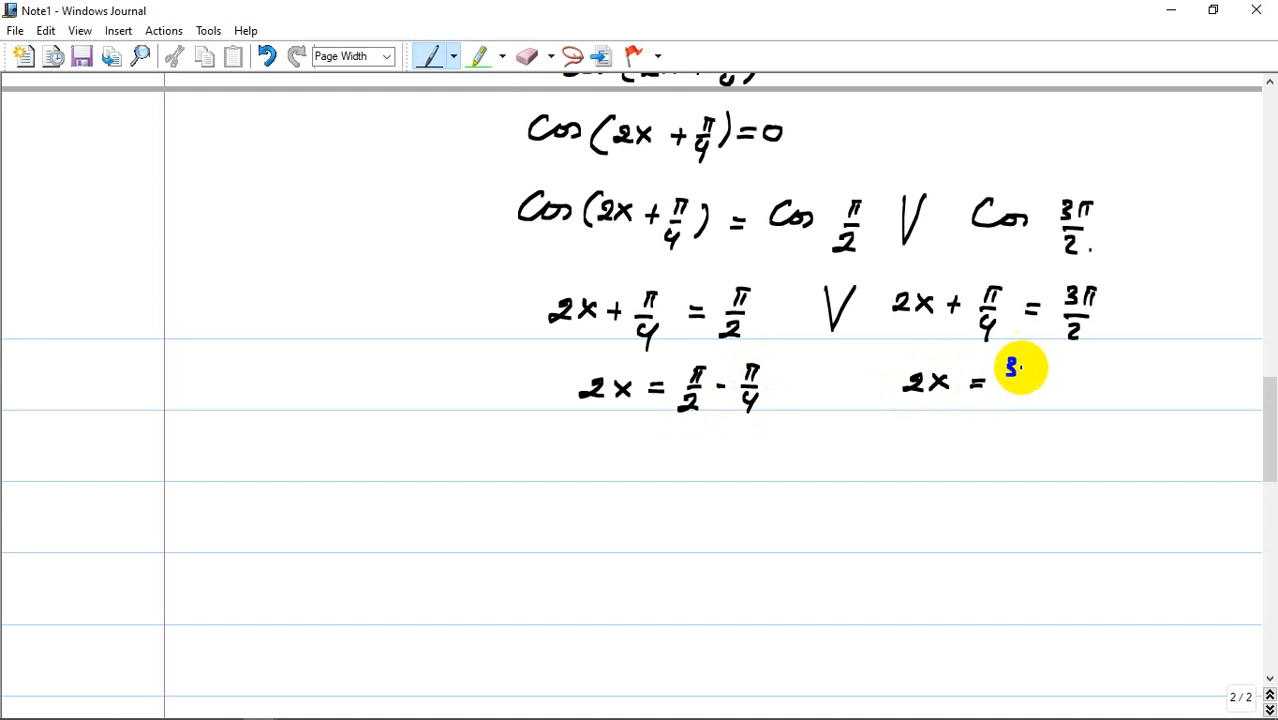 Note1 - Windows Journal
File Edit View Insert Actions Tools Help
Page Width
Cos(2x + π/4) = 0
Cos(2x + π/4) = Cos π/2 V Cos 3π/2.
2x + π/4 = π/2 V 2x + π/4 = 3π/2
2x = π/2 - π/4 2x = 3
2 / 2